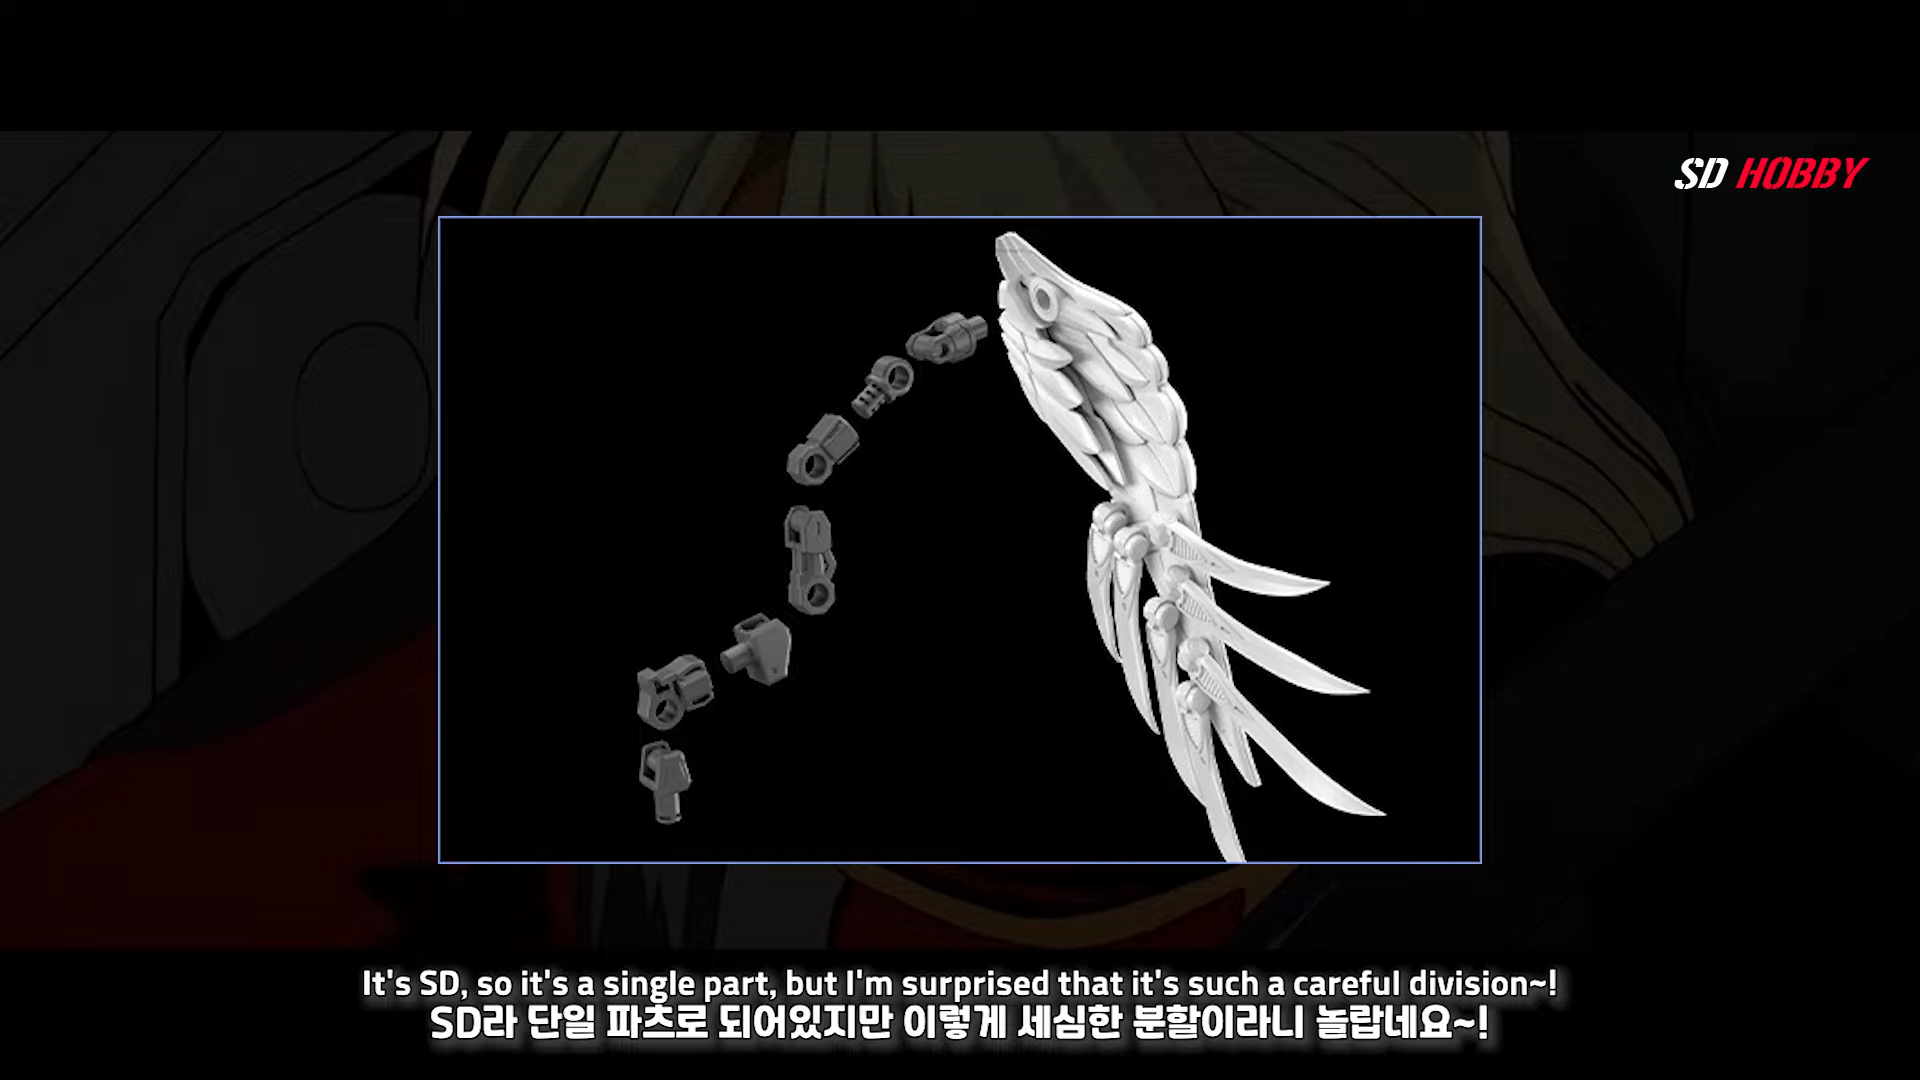 SD HOBBY
It's SD, so it's a single part, but I'm surprised that it's such a careful division~!
SD라 단일 파츠로 되어있지만 이렇게 세심한 분할이라니 놀랍네요~!